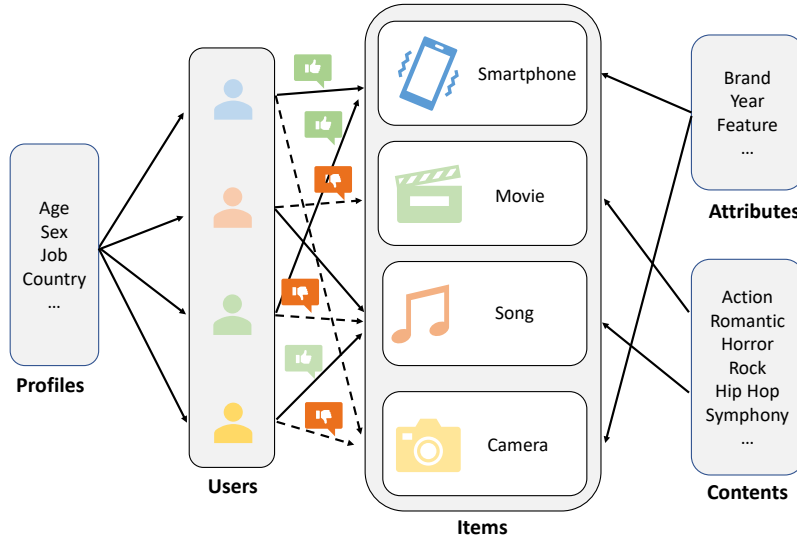 Age
Sex
Job
Country
...
Profiles
Users
Smartphone
Movie
Song
Camera
Items
Brand
Year
Feature
...
Attributes
Action
Romantic
Horror
Rock
Hip Hop
Symphony
...
Contents